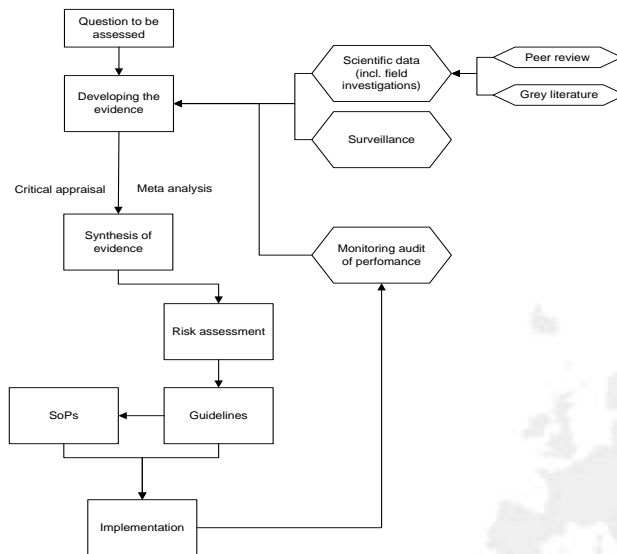 Question to be
assessed
Scientific data
(incl. field
investigations)
Peer review
Grey literature
Developing the
evidence
Surveillance
Critical appraisal
Meta analysis
Synthesis of
evidence
Monitoring audit
of perfomance
Risk assessment
SoPs
Guidelines
Implementation